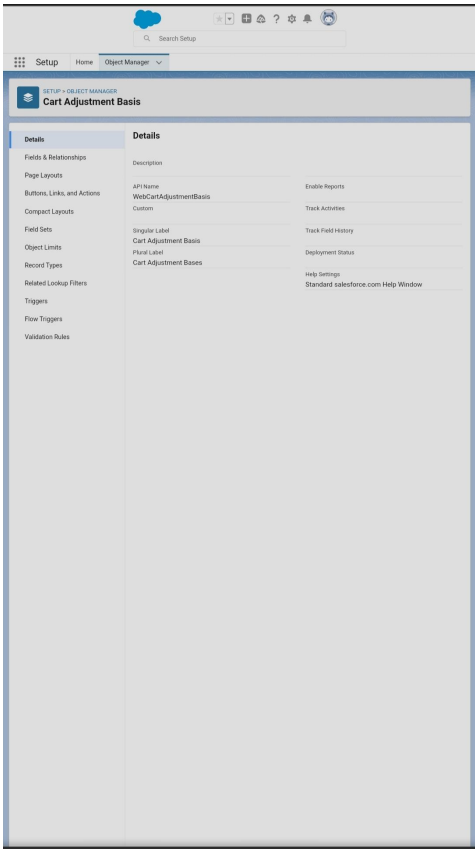 Search Setup
Setup
Home
Object Manager
SETUP > OBJECT MANAGER
Cart Adjustment Basis
Details
Fields & Relationships
Page Layouts
Buttons, Links, and Actions
Compact Layouts
Field Sets
Object Limits
Record Types
Related Lookup Filters
Triggers
Flow Triggers
Validation Rules
Details
Description
API Name
WebCartAdjustmentBasis
Custom
Singular Label
Cart Adjustment Basis
Plural Label
Cart Adjustment Bases
Enable Reports
Track Activities
Track Field History
Deployment Status
Help Settings
Standard salesforce.com Help Window